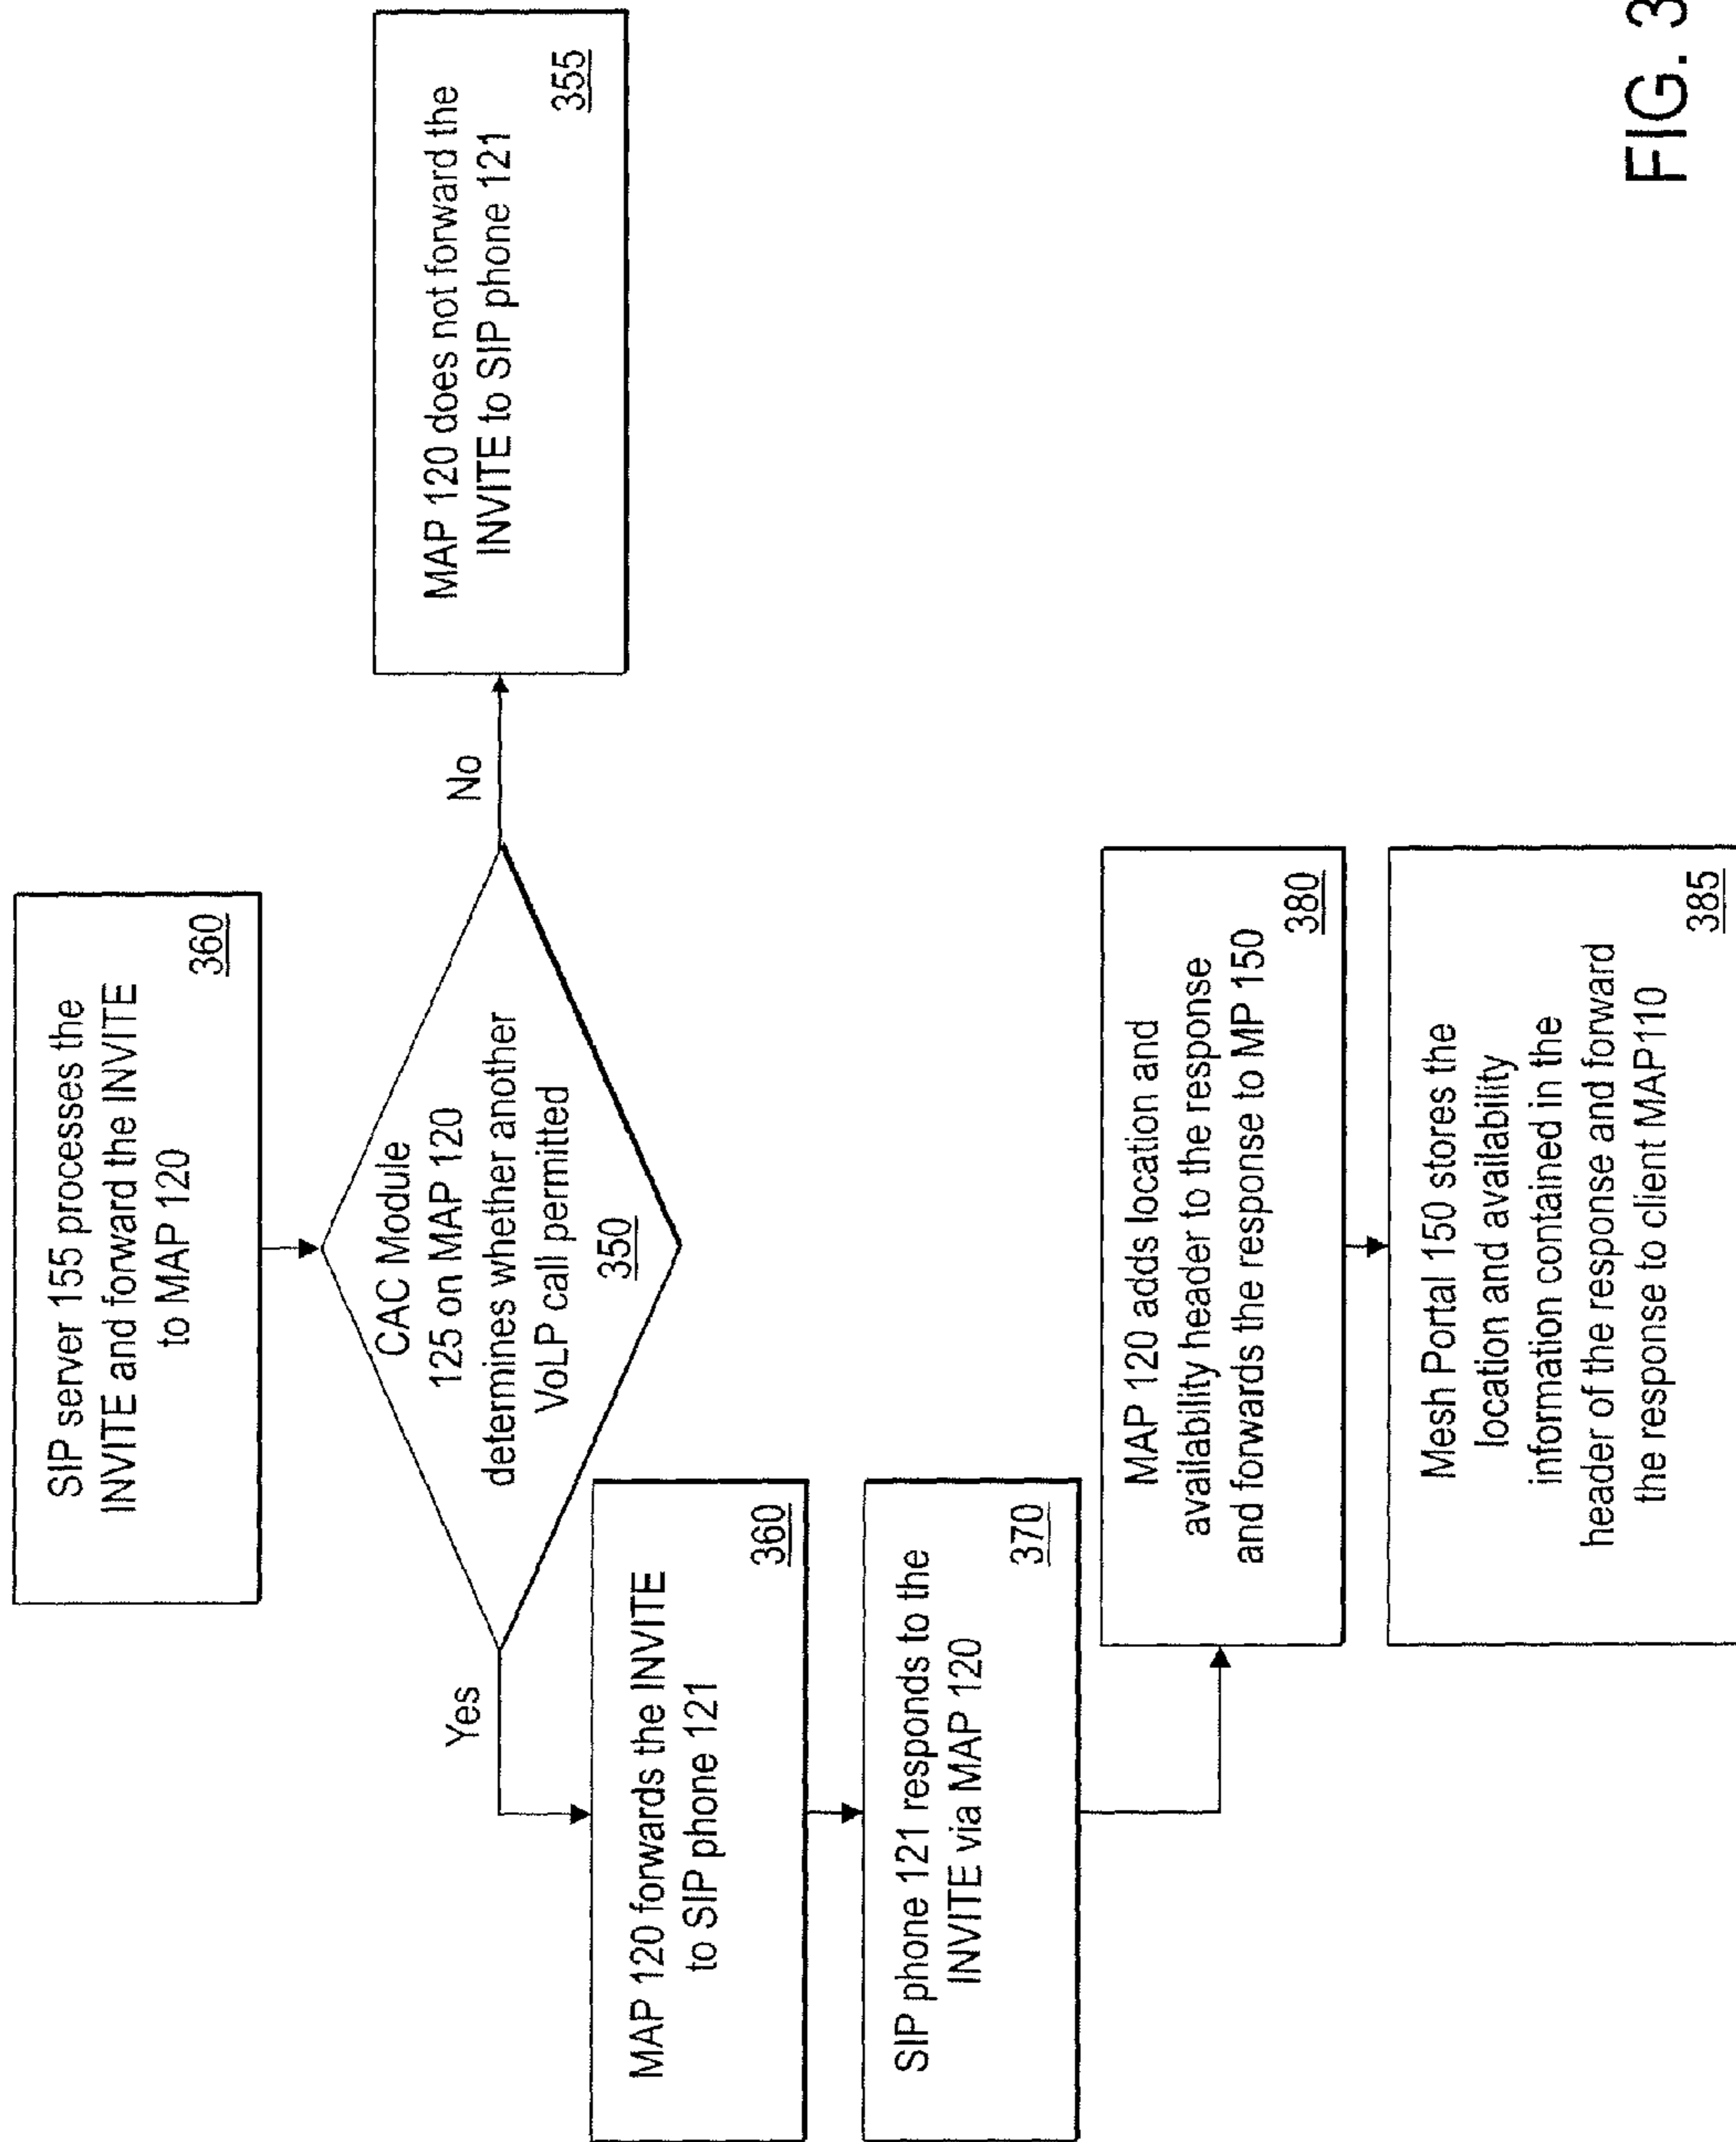 SIP server 155 processes the
INVITE and forward the INVITE
to MAP 120
360
CAC Module
125 on MAP 120
determines whether another
VoLP call permitted
350
No
MAP 120 does not forward the
INVITE to SIP phone 121
355
Yes
MAP 120 forwards the INVITE
to SIP phone 121
360
SIP phone 121 responds to the
INVITE via MAP 120
370
MAP 120 adds location and
availability header to the response
and forwards the response to MP 150
380
Mesh Portal 150 stores the
location and availability
information contained in the
header of the response and forward
the response to client MAP110
385
FIG. 3